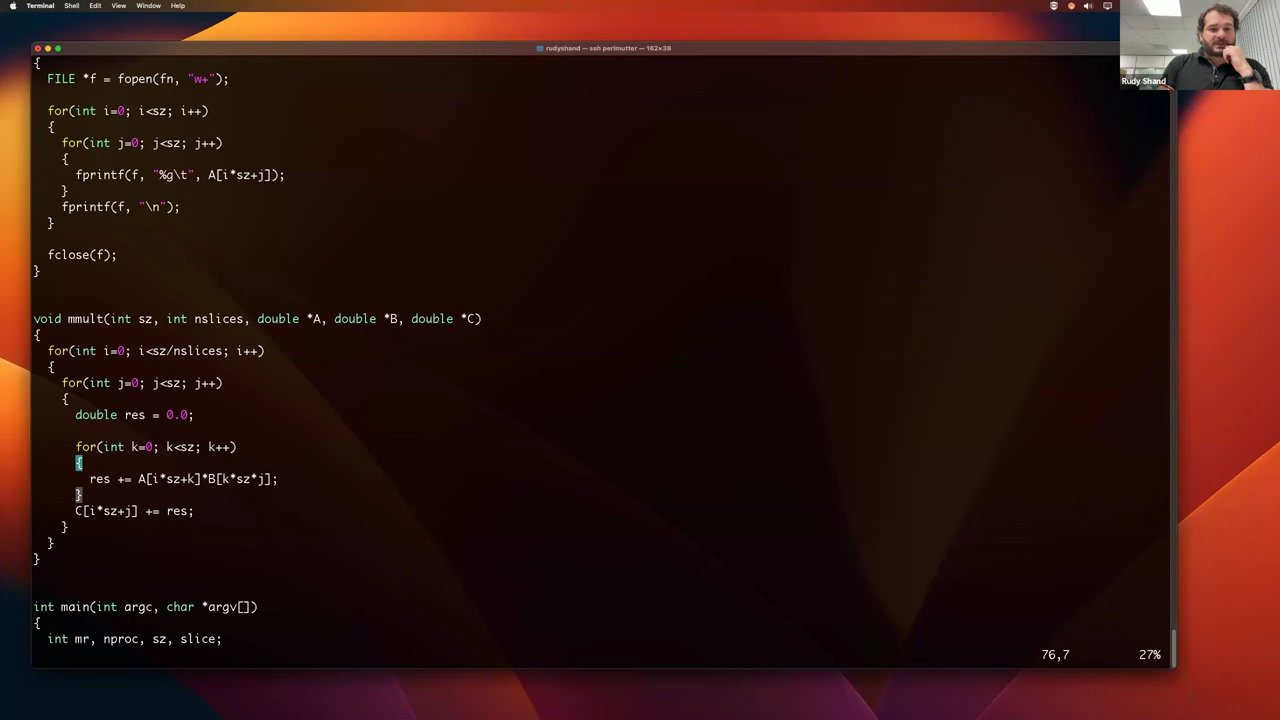 Terminal Shell Edit View Window Help
rudyshand — ssh perlmutter — 162×38
Rudy Shand
{
FILE *f = fopen(fn, "w+");
for(int i=0; i<sz; i++)
{
for(int j=0; j<sz; j++)
{
fprintf(f, "%g\t", A[i*sz+j]);
}
fprintf(f, "\n");
}
fclose(f);
}
void mmult(int sz, int nslices, double *A, double *B, double *C)
{
for(int i=0; i<sz/nslices; i++)
{
for(int j=0; j<sz; j++)
{
double res = 0.0;
for(int k=0; k<sz; k++)
{
res += A[i*sz+k]*B[k*sz*j];
}
C[i*sz+j] += res;
}
}
}
int main(int argc, char *argv[])
{
int mr, nproc, sz, slice;
76,7 27%